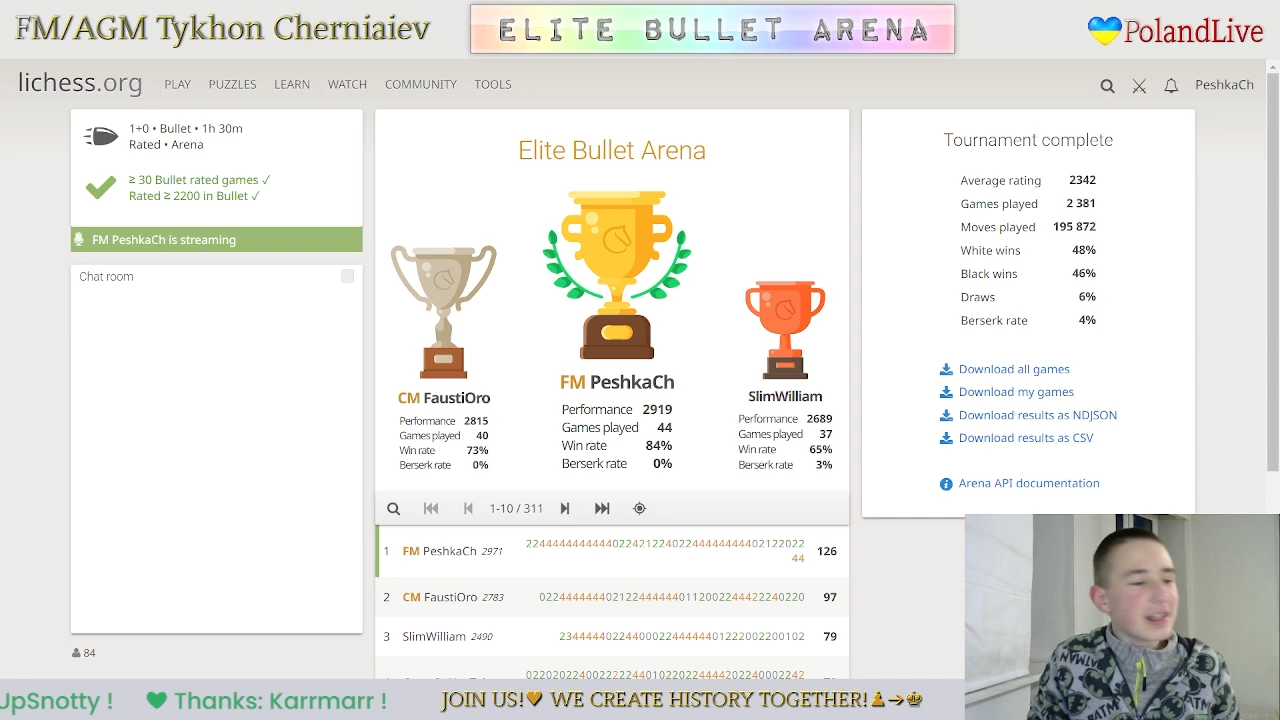 FM/AGM Tykhon Cherniaiev
ELITE BULLET ARENA
PolandLive
lichess.org
PLAY
PUZZLES
LEARN
WATCH
COMMUNITY
TOOLS
PeshkaCh
1+0 • Bullet • 1h 30m
Rated • Arena
≥ 30 Bullet rated games ✓
Rated ≥ 2200 in Bullet ✓
FM PeshkaCh is streaming
Chat room
84
Elite Bullet Arena
CM FaustiOro
Performance 2815
Games played 40
Win rate 73%
Berserk rate 0%
FM PeshkaCh
Performance 2919
Games played 44
Win rate 84%
Berserk rate 0%
SlimWilliam
Performance 2689
Games played 37
Win rate 65%
Berserk rate 3%
1-10 / 311
1 FM PeshkaCh 2971 126
2244444444444022421224022444444444402122022
44
2 CM FaustiOro 2783 022444444440212244444440112002244422240220 97
3 SlimWilliam 2490 79
Tournament complete
Average rating 2342
Games played 2 381
Moves played 195 872
White wins 48%
Black wins 46%
Draws 6%
Berserk rate 4%
Download all games
Download my games
Download results as NDJSON
Download results as CSV
Arena API documentation
BATMAN
UpSnotty !
Thanks: Karrmarr !
JOIN US!♥ WE CREATE HISTORY TOGETHER!♟→♚